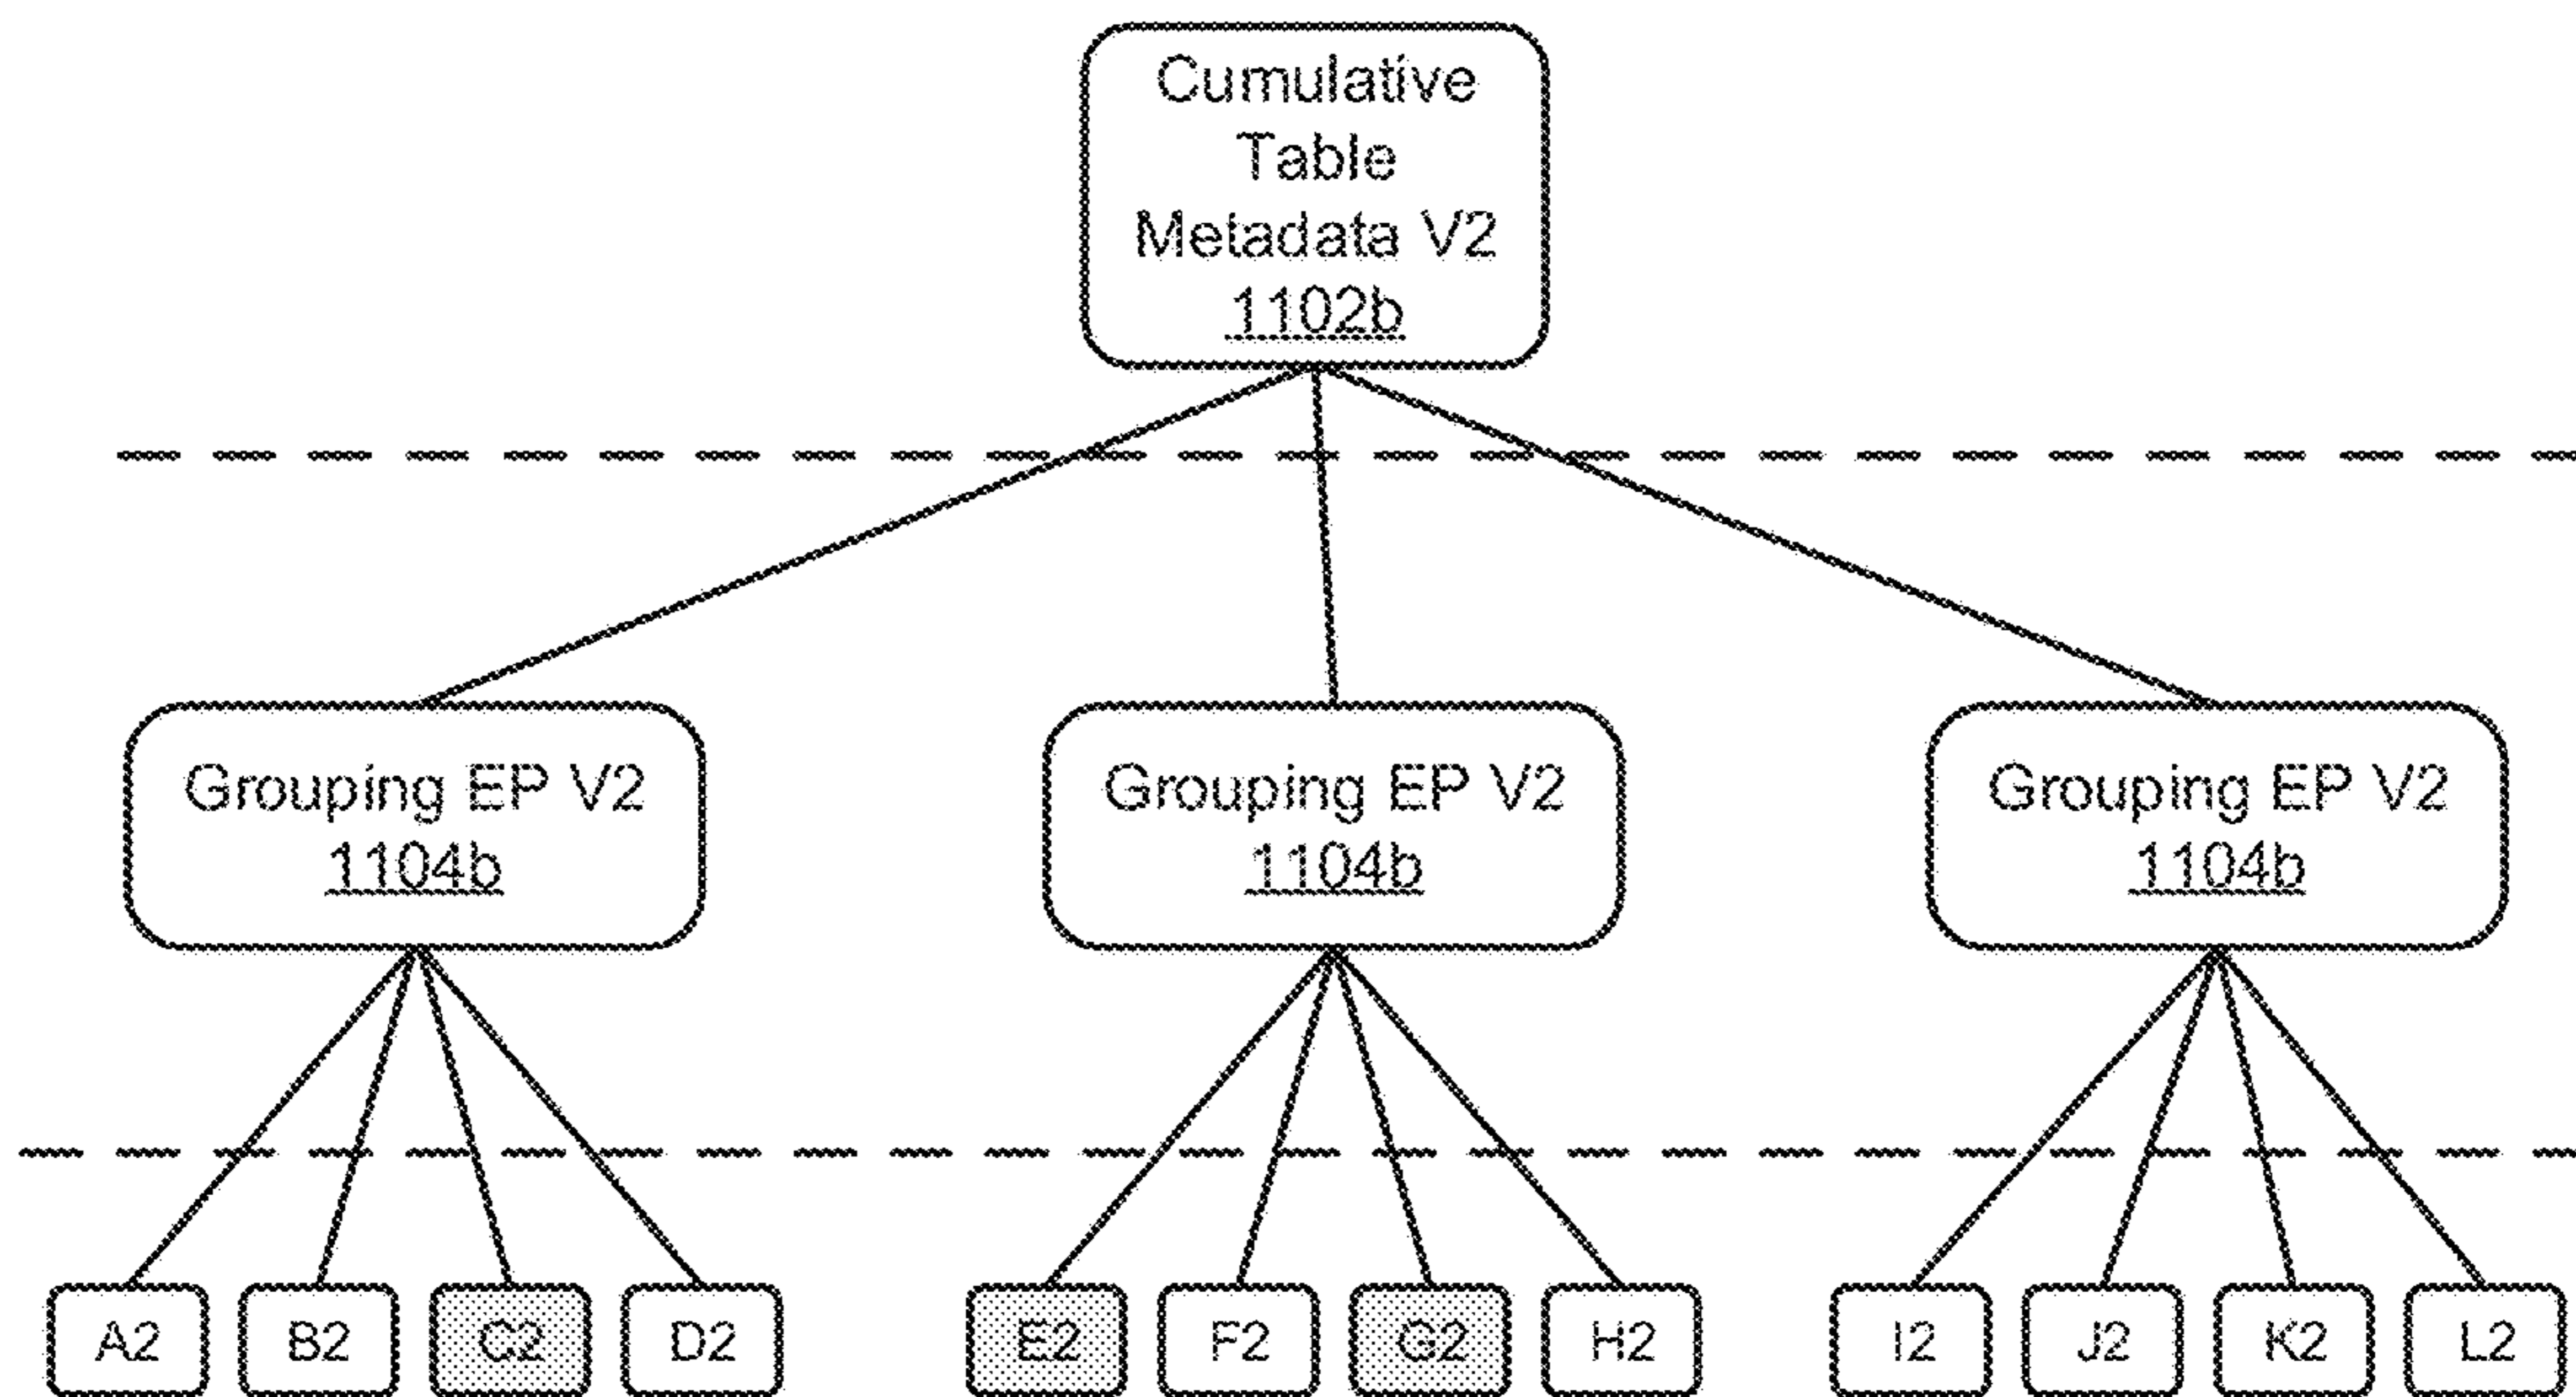 Cumulative
Table
Metadata V2
1102b
Grouping EP V2
1104b
Grouping EP V2
1104b
Grouping EP V2
1104b
A2
B2
C2
D2
E2
F2
G2
H2
I2
J2
K2
L2